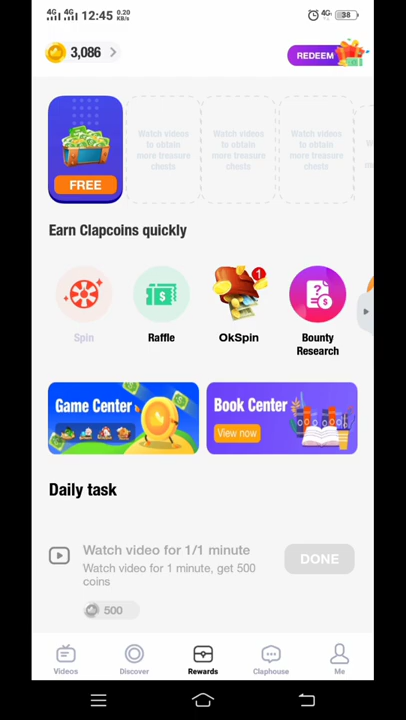 4G 4G 12:45 0.20 KB/s 4G 38
3,086
REDEEM
FREE
Watch videos to obtain more treasure chests
Watch videos to obtain more treasure chests
Watch videos to obtain more treasure chests
Earn Clapcoins quickly
1
Spin
Raffle
OkSpin
Bounty Research
Game Center
Book Center
View now
Daily task
Watch video for 1/1 minute
Watch video for 1 minute, get 500
coins
DONE
500
Videos
Discover
Rewards
Claphouse
Me